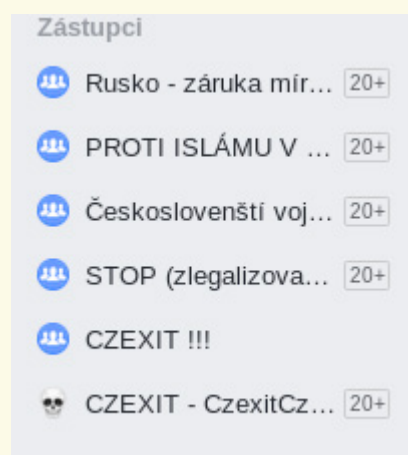 Zástupci
Rusko - záruka mír... 20+
PROTI ISLÁMU V ... 20+
Českoslovenští voj... 20+
STOP (zlegalizova... 20+
CZEXIT !!!
CZEXIT - CzexitCz... 20+